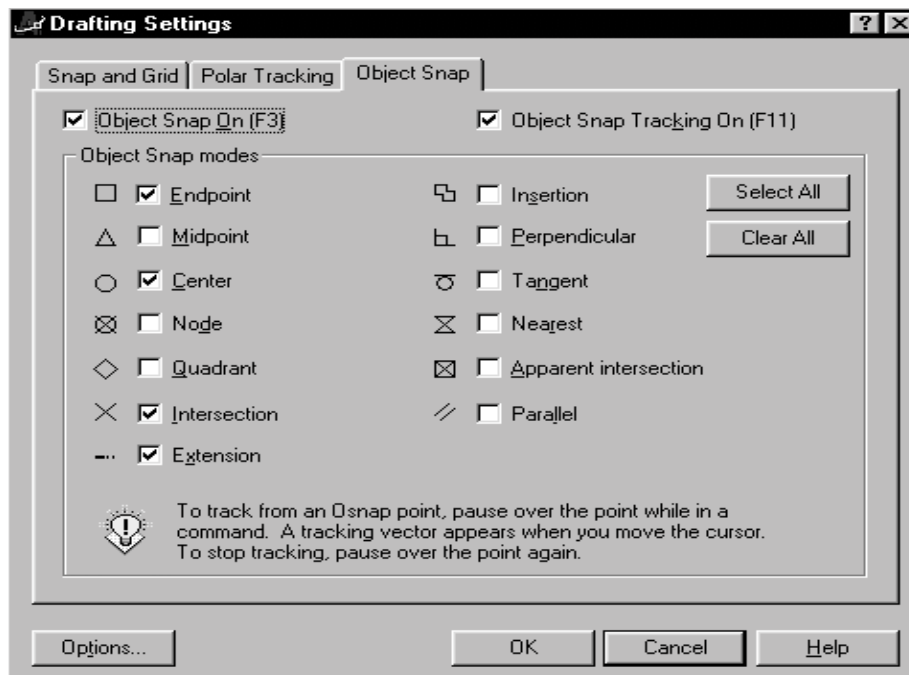 Drafting Settings
Snap and Grid
Polar Tracking
Object Snap
Object Snap On (F3)
Object Snap Tracking On (F11)
Object Snap modes
Endpoint
Midpoint
Center
Node
Quadrant
Intersection
Extension
Insertion
Perpendicular
Tangent
Nearest
Apparent intersection
Parallel
Select All
Clear All
To track from an Osnap point, pause over the point while in a
command. A tracking vector appears when you move the cursor.
To stop tracking, pause over the point again.
Options...
OK
Cancel
Help